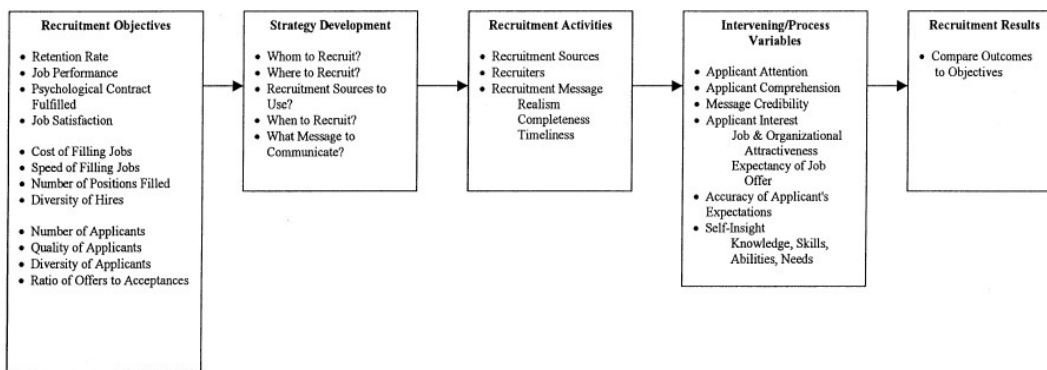 Recruitment Objectives
• Retention Rate
• Job Performance
• Psychological Contract
Fulfilled
• Job Satisfaction
• Cost of Filling Jobs
• Speed of Filling Jobs
• Number of Positions Filled
• Diversity of Hires
• Number of Applicants
• Quality of Applicants
• Diversity of Applicants
• Ratio of Offers to Acceptances
Strategy Development
• Whom to Recruit?
• Where to Recruit?
• Recruitment Sources to
Use?
• When to Recruit?
• What Message to
Communicate?
Recruitment Activities
• Recruitment Sources
• Recruiters
• Recruitment Message
Realism
Completeness
Timeliness
Intervening/Process
Variables
• Applicant Attention
• Applicant Comprehension
• Message Credibility
• Applicant Interest
Job & Organizational
Attractiveness
Expectancy of Job
Offer
• Accuracy of Applicant's
Expectations
• Self-Insight
Knowledge, Skills,
Abilities, Needs
Recruitment Results
• Compare Outcomes
to Objectives